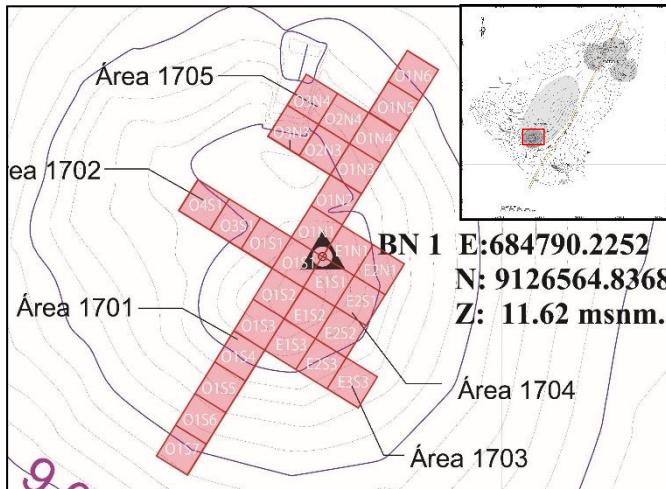 Área 1705
O1N6
O1N5
O3N4
O2N4
O1N4
O3N3
O2N3
O1N3
ea 1702
O4S1
O3S1
O1S1
O1N2
O1N1
E1N1
E2N1
BN 1 E:684790.2252
N: 9126564.8368
Z: 11.62 msnm.
E1S1
E2S1
O1S2
E1S2
E2S2
Área 1701
O1S3
E1S3
E2S3
E3S3
O1S4
O1S5
O1S6
O1S7
Área 1704
Área 1703